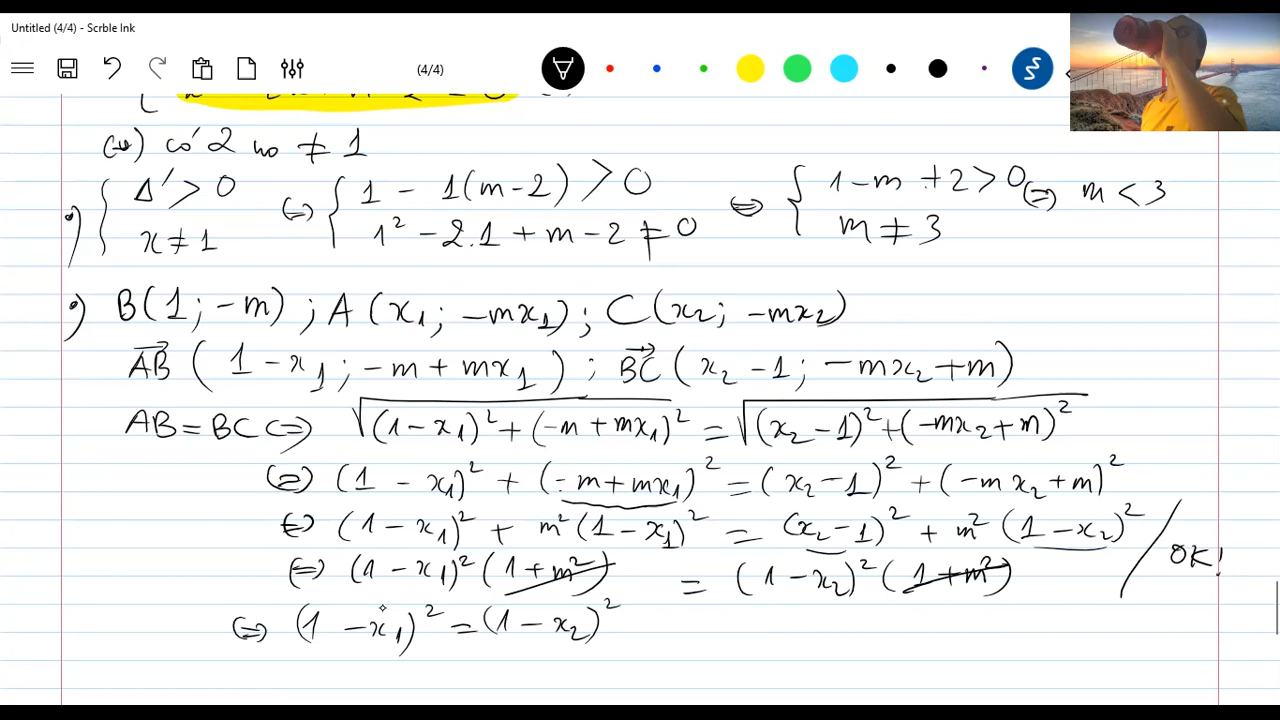 Untitled (4/4) - Scrble Ink
(4/4)
(*) có 2 no ≠ 1
•) { Δ' > 0 ⇔ { 1 - 1(m-2) > 0 ⇔ { 1-m+2 > 0 ⇔ m < 3
x ≠ 1 1² - 2.1 + m - 2 ≠ 0 m ≠ 3
•) B(1; -m) ; A(x₁; -mx₁) ; C(x₂; -mx₂)
AB→ (1 - x₁; -m + mx₁) ; BC→ (x₂ - 1; -mx₂ + m)
AB = BC ⇔ √((1-x₁)² + (-m + mx₁)²) = √((x₂-1)² + (-mx₂ + m)²)
⇔ (1 - x₁)² + (-m + mx₁)² = (x₂ - 1)² + (-mx₂ + m)²
⇔ (1 - x₁)² + m²(1 - x₁)² = (x₂ - 1)² + m²(1 - x₂)² / OK!
⇔ (1 - x₁)²(1 + m²) = (1 - x₂)²(1 + m²)
⇔ (1 - x₁)² = (1 - x₂)²